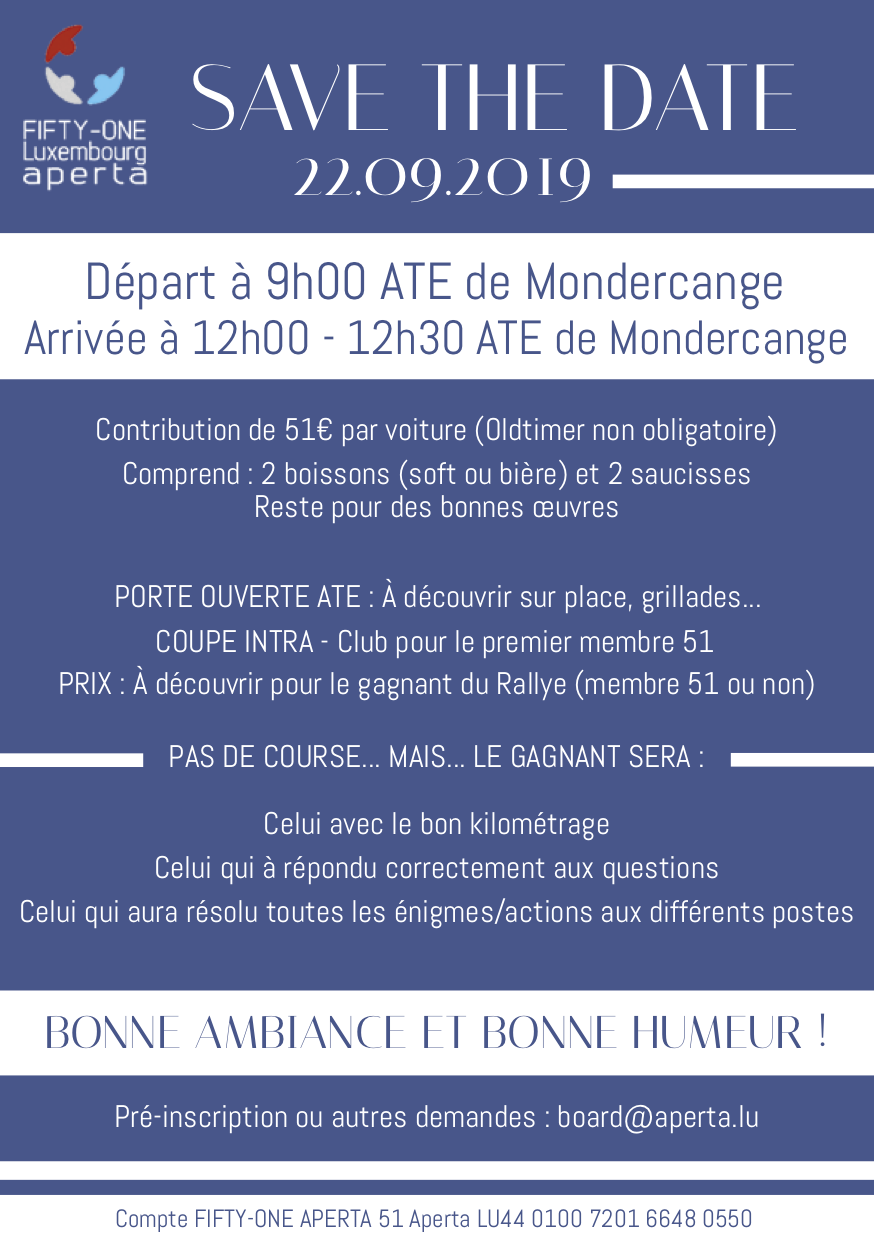 FIFTY-ONE
Luxembourg
aperta
SAVE THE DATE
22.09.2019
Départ à 9h00 ATE de Mondercange
Arrivée à 12h00 - 12h30 ATE de Mondercange
Contribution de 51€ par voiture (Oldtimer non obligatoire)
Comprend : 2 boissons (soft ou bière) et 2 saucisses
Reste pour des bonnes œuvres
PORTE OUVERTE ATE : À découvrir sur place, grillades...
COUPE INTRA - Club pour le premier membre 51
PRIX : À découvrir pour le gagnant du Rallye (membre 51 ou non)
PAS DE COURSE... MAIS... LE GAGNANT SERA :
Celui avec le bon kilométrage
Celui qui à répondu correctement aux questions
Celui qui aura résolu toutes les énigmes/actions aux différents postes
BONNE AMBIANCE ET BONNE HUMEUR !
Pré-inscription ou autres demandes : board@aperta.lu
Compte FIFTY-ONE APERTA 51 Aperta LU44 0100 7201 6648 0550